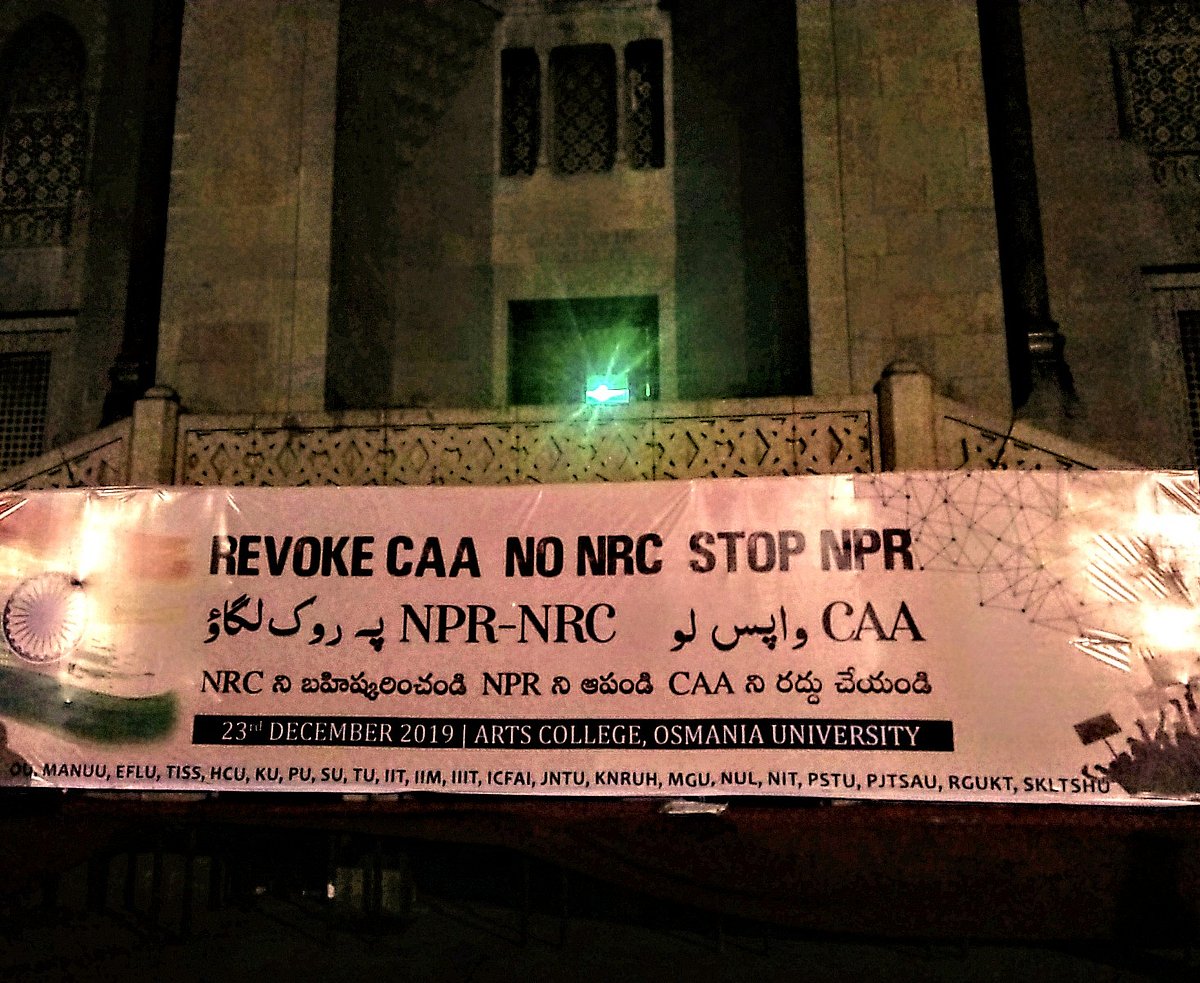 REVOKE CAA NO NRC STOP NPR.
CAA واپس لو NPR-NRC پہ روک لگاؤ
NRC ని బహిష్కరించండి NPR ని ఆపండి CAA ని రద్దు చేయండి
23rd DECEMBER 2019 | ARTS COLLEGE, OSMANIA UNIVERSITY
OU, MANUU, EFLU, TISS, HCU, KU, PU, SU, TU, IIT, IIM, IIIT, ICFAI, JNTU, KNRUH, MGU, NUL, NIT, PSTU, PJTSAU, RGUKT, SKLTSHU